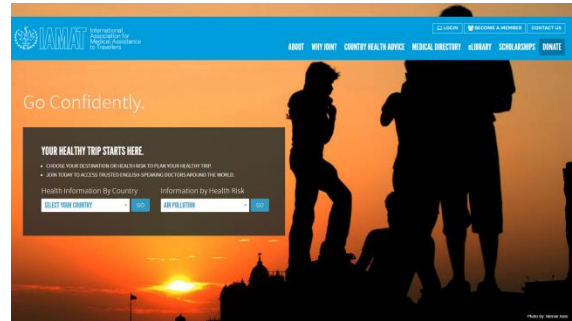 LOGIN
BECOME A MEMBER
CONTACT US
IAMAT
International
Association for
Medical Assistance
to Travellers
ABOUT WHY JOIN? COUNTRY HEALTH ADVICE MEDICAL DIRECTORY eLIBRARY SCHOLARSHIPS DONATE
Go Confidently.
YOUR HEALTHY TRIP STARTS HERE.
• CHOOSE YOUR DESTINATION OR HEALTH RISK TO PLAN YOUR HEALTHY TRIP.
• JOIN TODAY TO ACCESS TRUSTED ENGLISH-SPEAKING DOCTORS AROUND THE WORLD.
Health Information By Country
SELECT YOUR COUNTRY GO
Information by Health Risk
AIR POLLUTION GO
Photo By: